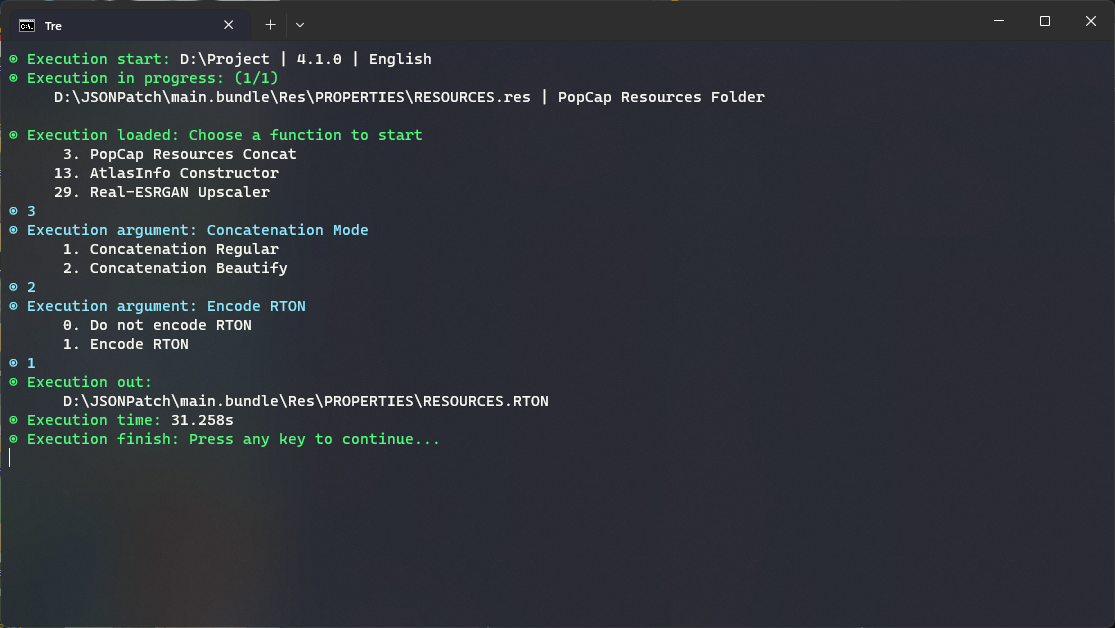 Tre
Execution start: D:\Project | 4.1.0 | English
Execution in progress: (1/1)
D:\JSONPatch\main.bundle\Res\PROPERTIES\RESOURCES.res | PopCap Resources Folder
Execution loaded: Choose a function to start
3. PopCap Resources Concat
13. AtlasInfo Constructor
29. Real-ESRGAN Upscaler
3
Execution argument: Concatenation Mode
1. Concatenation Regular
2. Concatenation Beautify
2
Execution argument: Encode RTON
0. Do not encode RTON
1. Encode RTON
1
Execution out:
D:\JSONPatch\main.bundle\Res\PROPERTIES\RESOURCES.RTON
Execution time: 31.258s
Execution finish: Press any key to continue...